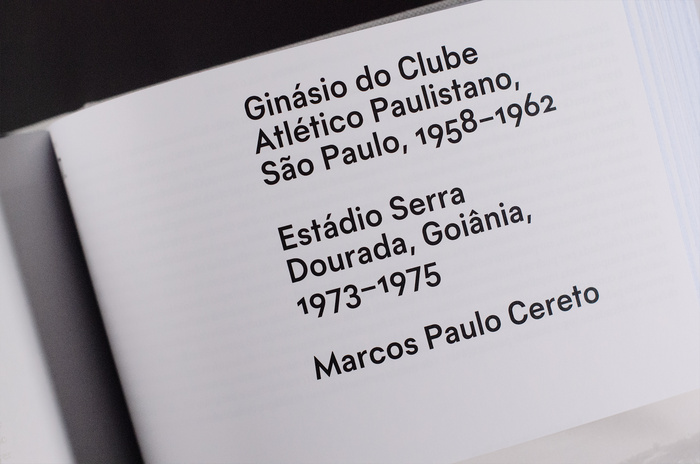 Ginásio do Clube
Atlético Paulistano,
São Paulo, 1958–1962
Estádio Serra
Dourada, Goiânia,
1973–1975
Marcos Paulo Cereto